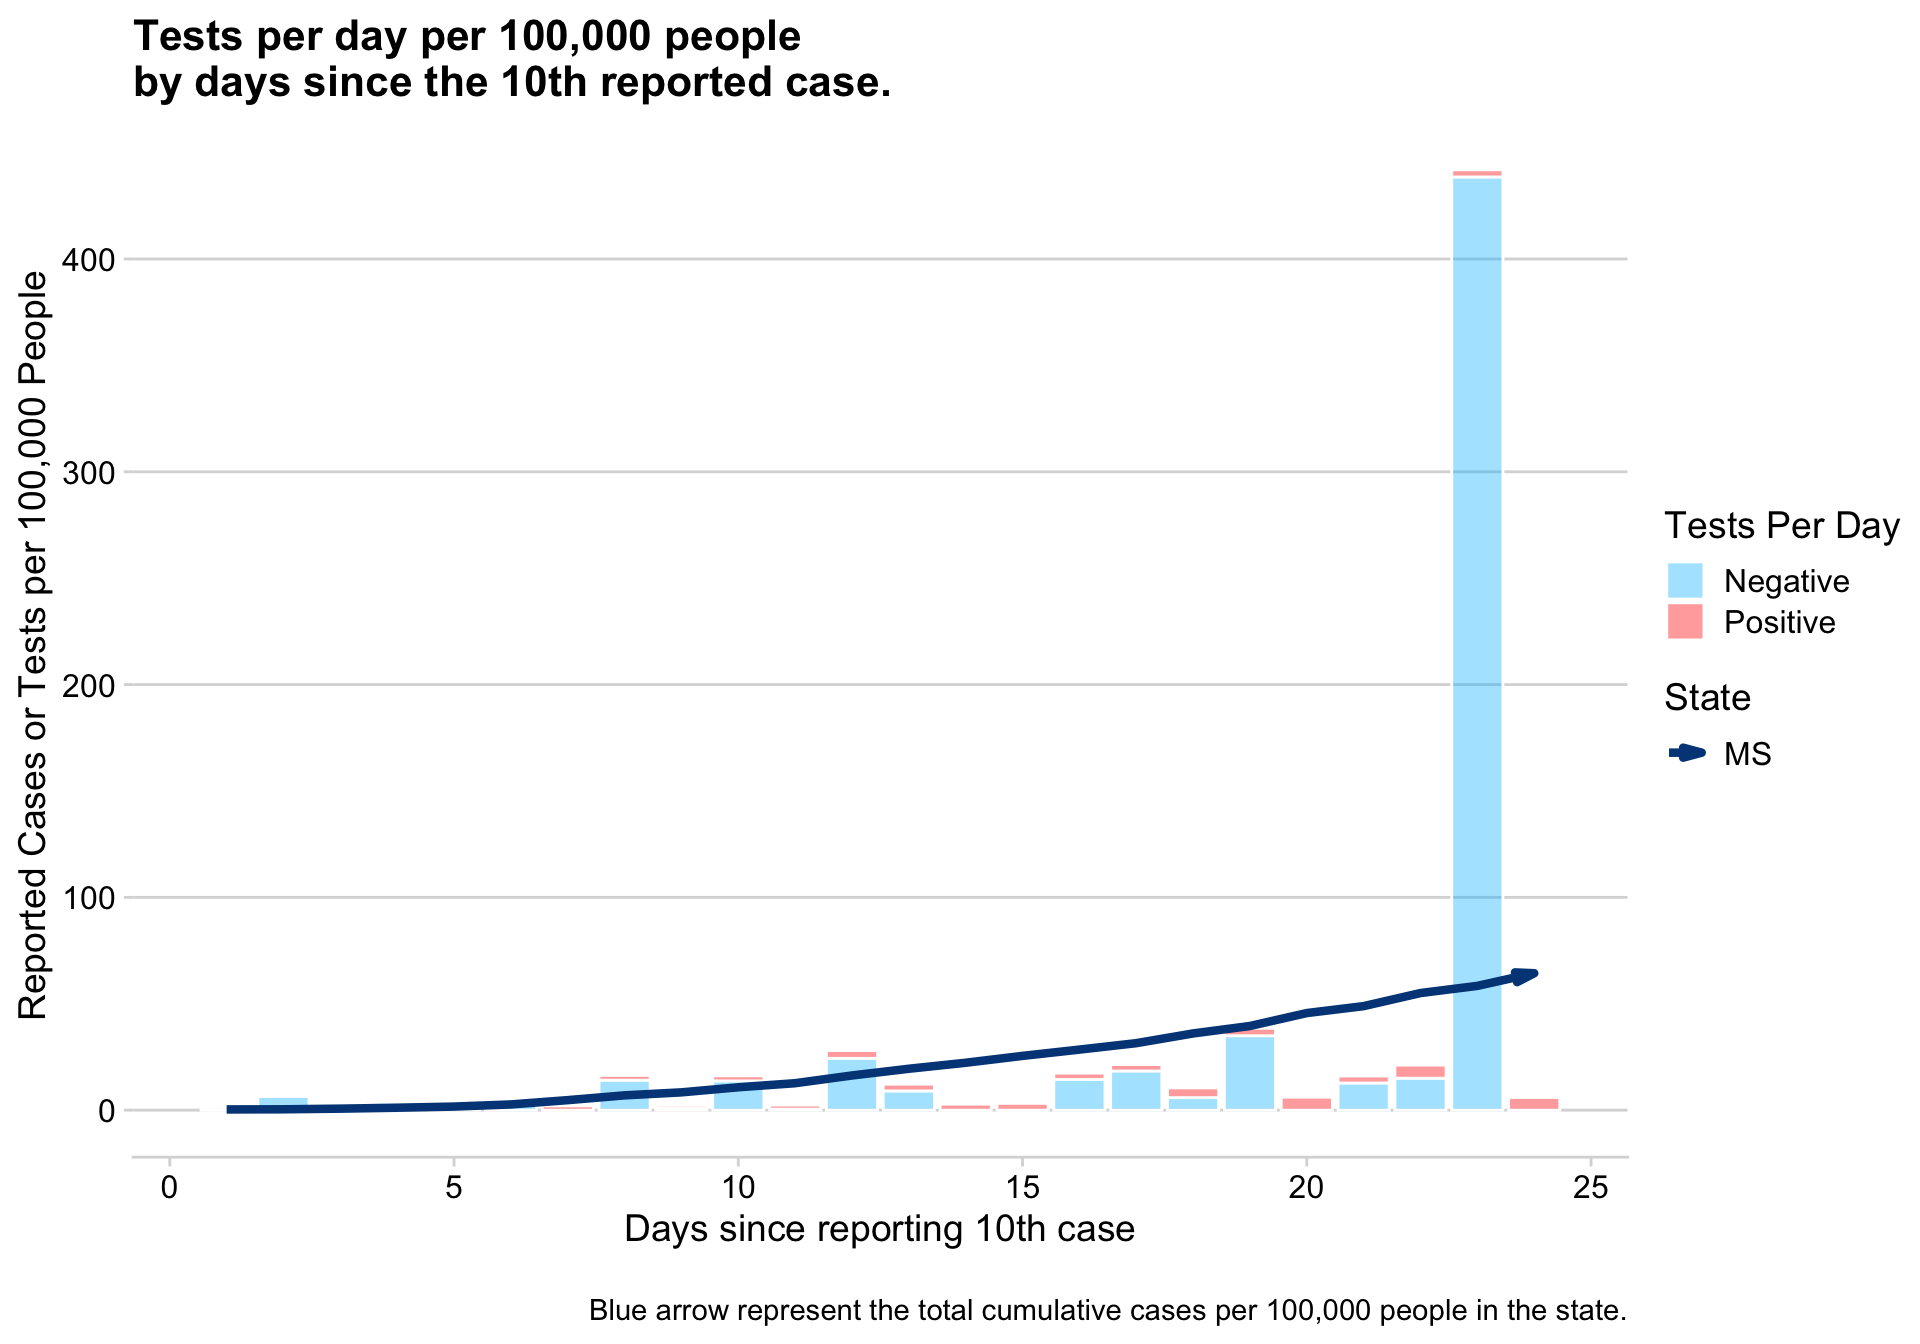 Tests per day per 100,000 people
by days since the 10th reported case.
Reported Cases or Tests per 100,000 People
400
300
200
100
0
0 5 10 15 20 25
Days since reporting 10th case
Tests Per Day
Negative
Positive
State
MS
Blue arrow represent the total cumulative cases per 100,000 people in the state.